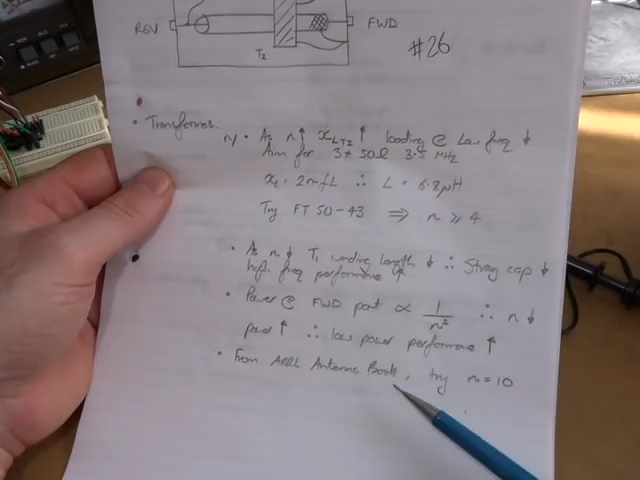 REV
FWD
T2
#26
• Transformers
n/ • As n↑ XLT2 ↑ loading @ Low freq ↓
Aim for 3+ 50Ω 3.5 MHz
XL = 2πfL ∴ L = 6.8μH
Try FT 50-43 ⇒ n ≥ 4
• As n ↓ T1 winding length ↓ ∴ Stray cap ↓
high freq performance ↑
• Power @ FWD port ∝ 1/n² ∴ n ↓
power ↑ ∴ low power performance ↑
• From ARRL Antenna Book, try n=10